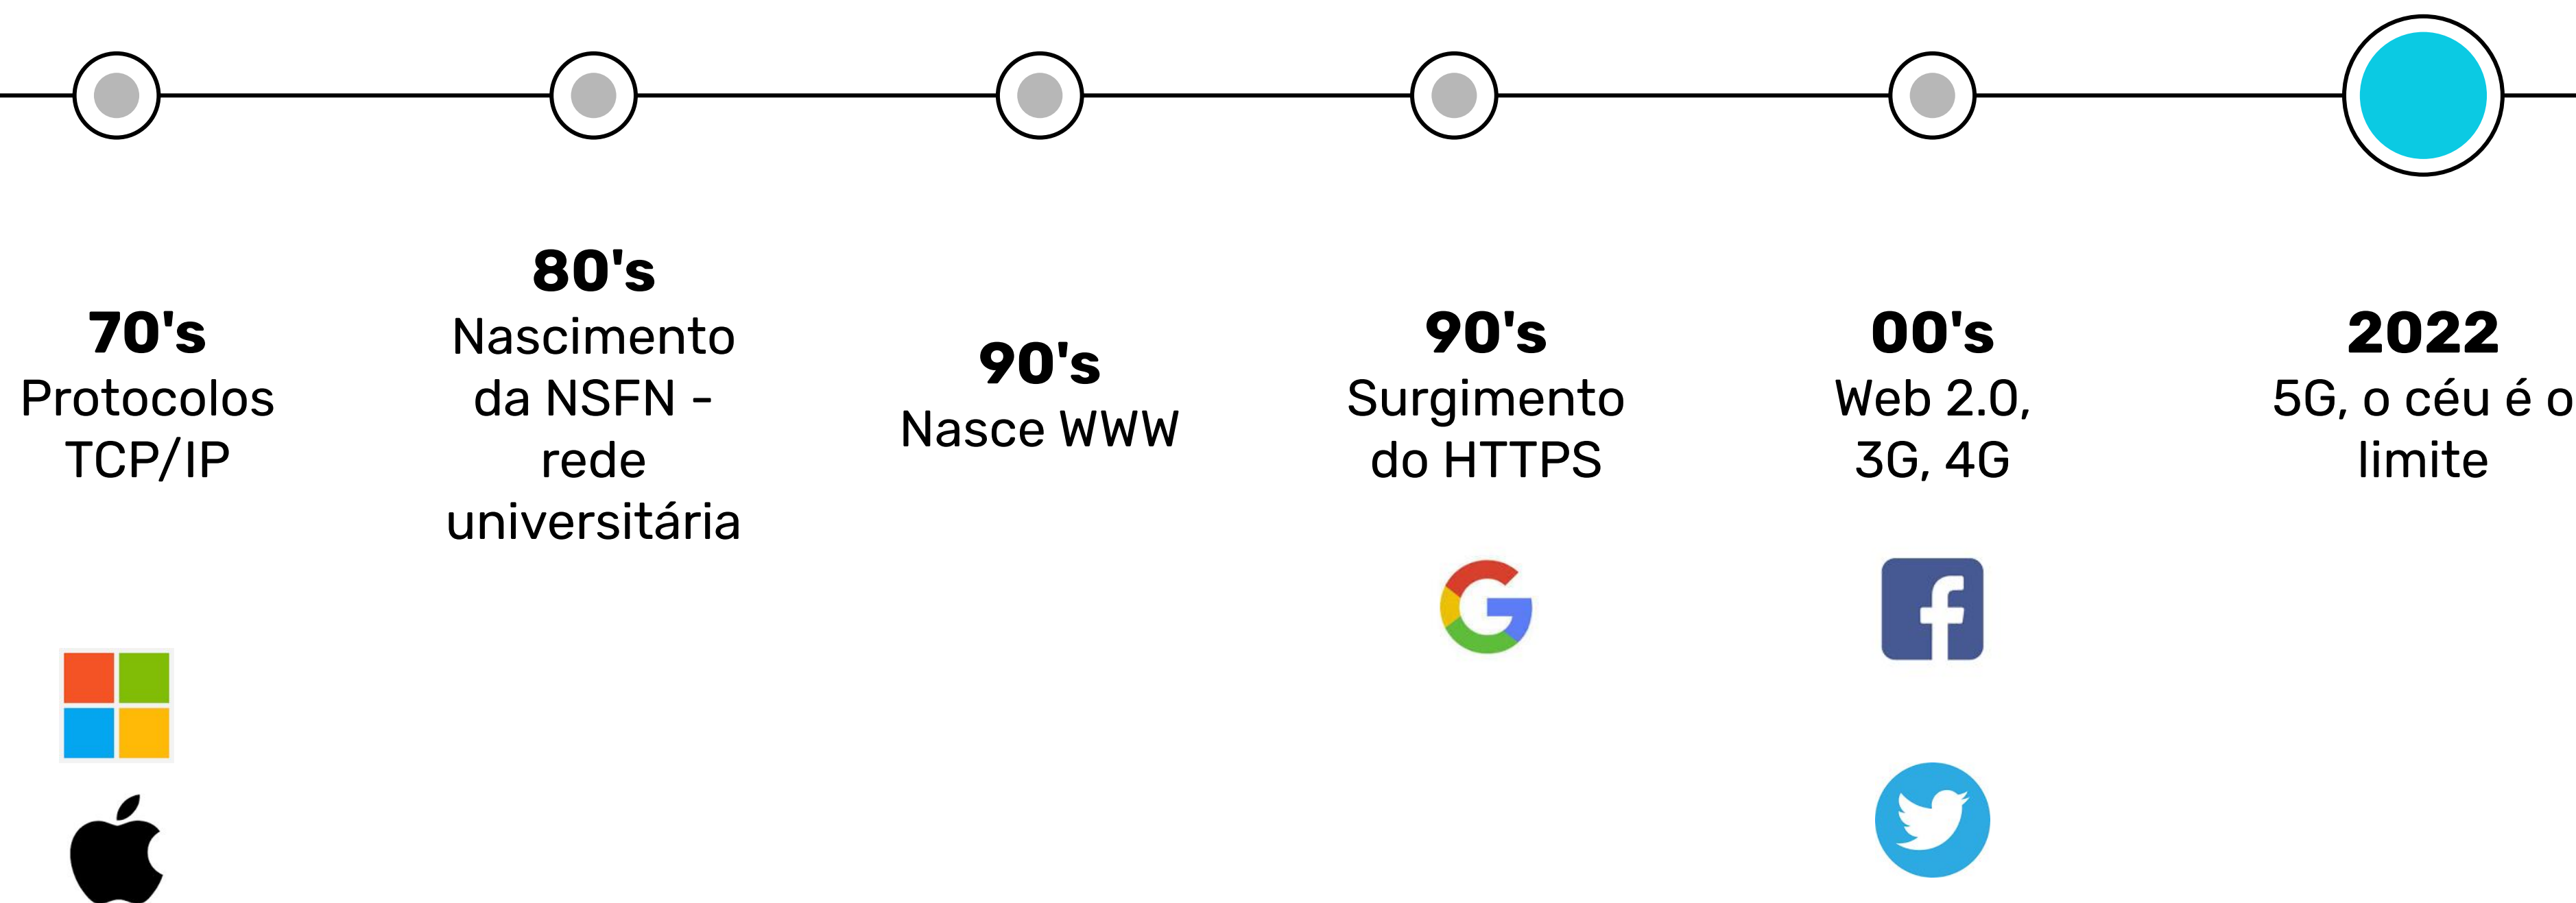 70's
Protocolos
TCP/IP
80's
Nascimento
da NSFN -
rede
universitária
90's
Nasce WWW
90's
Surgimento
do HTTPS
00's
Web 2.0,
3G, 4G
2022
5G, o céu é o
limite